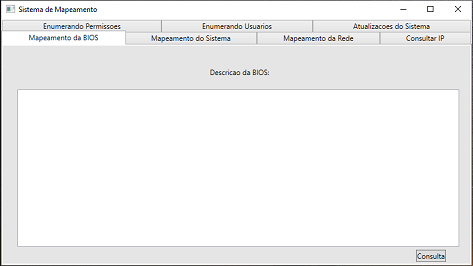 Sistema de Mapeamento
Enumerando Permissoes Enumerando Usuarios Atualizacoes do Sistema
Mapeamento da BIOS Mapeamento do Sistema Mapeamento da Rede Consultar IP
Descricao da BIOS:
Consulta